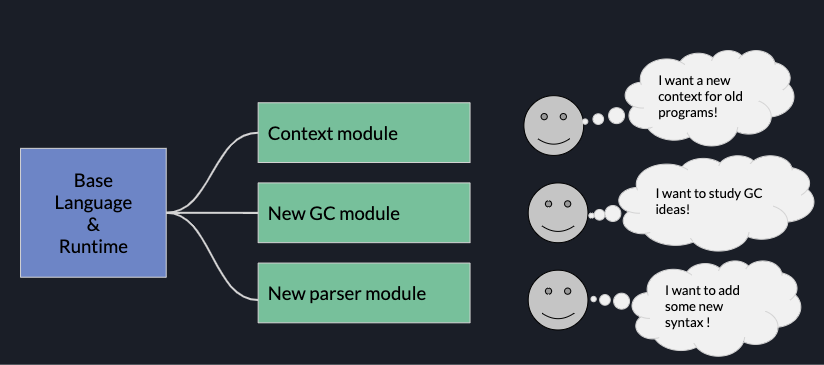 Base
Language
&
Runtime
Context module
New GC module
New parser module
I want a new
context for old
programs!
I want to study GC
ideas!
I want to add
some new
syntax !